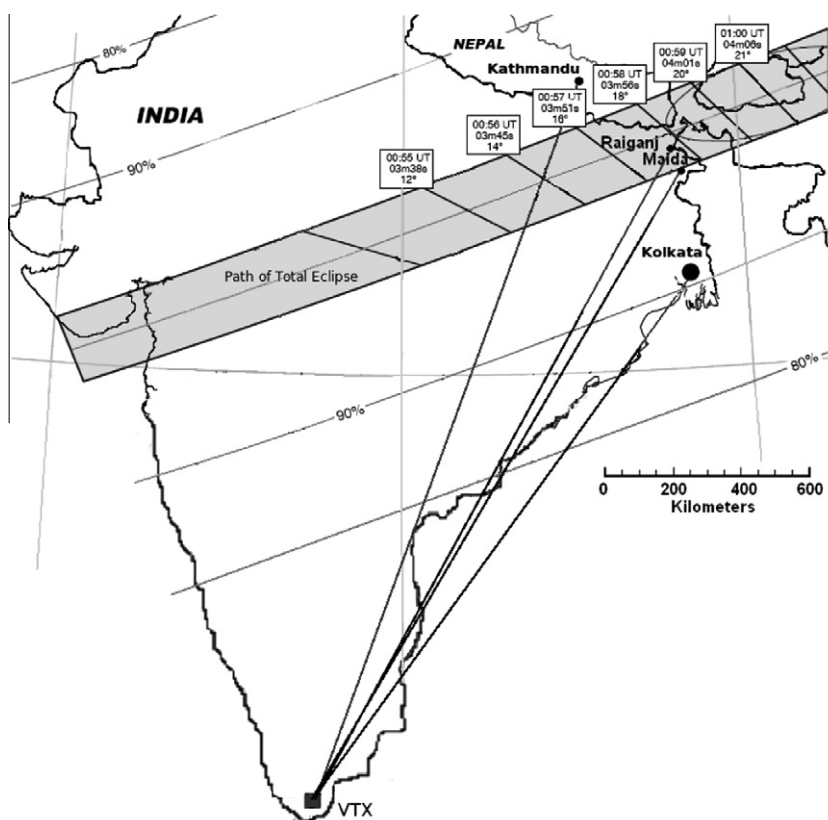 80%
NEPAL
Kathmandu
INDIA
01:00 UT
04m06s
21°
00:59 UT
04m01s
20°
00:58 UT
03m56s
18°
00:57 UT
03m51s
16°
00:56 UT
03m45s
14°
00:55 UT
03m38s
12°
90%
Raiganj
Malda
Kolkata
Path of Total Eclipse
80%
90%
0 200 400 600
Kilometers
VTX